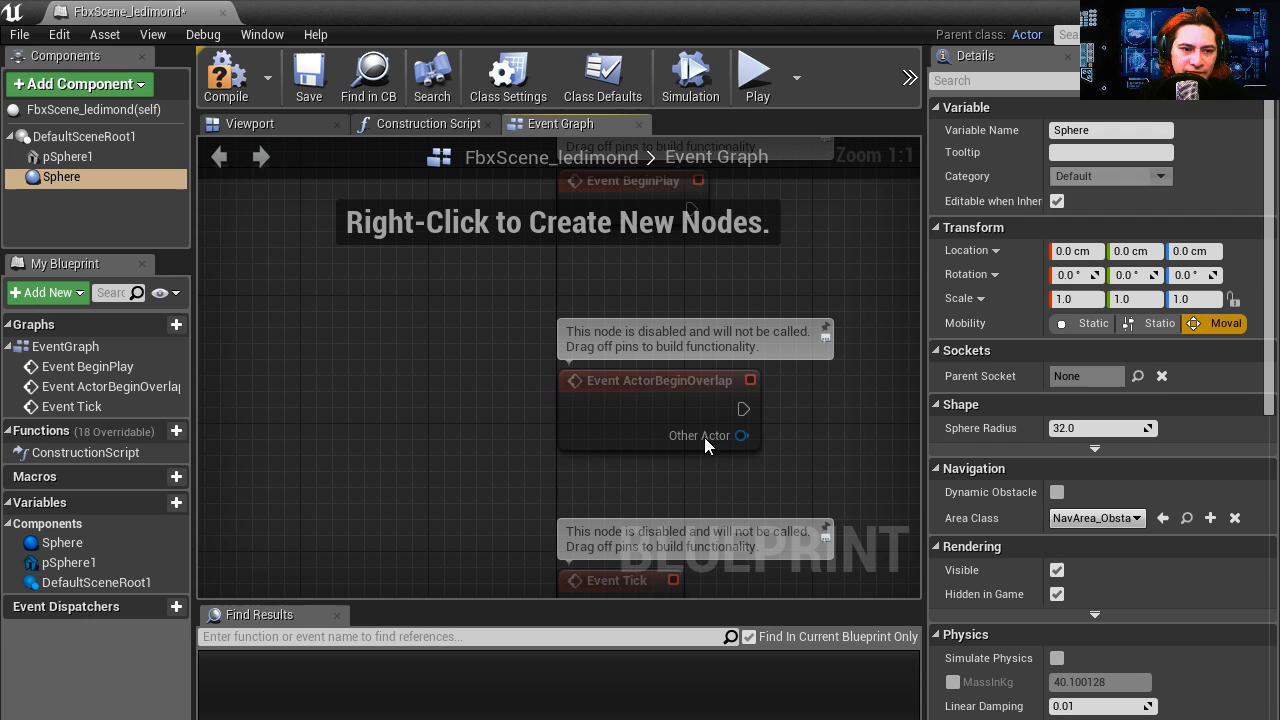 FbxScene_ledimond*
File Edit Asset View Debug Window Help
Parent class: Actor
Components
+ Add Component
FbxScene_ledimond(self)
DefaultSceneRoot1
pSphere1
Sphere
Compile
Save
Find in CB
Search
Class Settings
Class Defaults
Simulation
Play
Viewport
Construction Script
Event Graph
FbxScene_ledimond > Event Graph
Zoom 1:1
Drag off pins to build functionality.
Event BeginPlay
Right-Click to Create New Nodes.
This node is disabled and will not be called.
Drag off pins to build functionality.
Event ActorBeginOverlap
Other Actor
This node is disabled and will not be called.
Drag off pins to build functionality.
BLUEPRINT
Event Tick
My Blueprint
+ Add New
Searc
Graphs
EventGraph
Event BeginPlay
Event ActorBeginOverlap
Event Tick
Functions (18 Overridable)
ConstructionScript
Macros
Variables
Components
Sphere
pSphere1
DefaultSceneRoot1
Event Dispatchers
Find Results
Enter function or event name to find references...
Find In Current Blueprint Only
Details
Search
Variable
Variable Name Sphere
Tooltip
Category Default
Editable when Inher
Transform
Location 0.0 cm 0.0 cm 0.0 cm
Rotation 0.0 ° 0.0 ° 0.0 °
Scale 1.0 1.0 1.0
Mobility Static Statio Moval
Sockets
Parent Socket None
Shape
Sphere Radius 32.0
Navigation
Dynamic Obstacle
Area Class NavArea_Obsta
Rendering
Visible
Hidden in Game
Physics
Simulate Physics
MassInKg 40.100128
Linear Damping 0.01